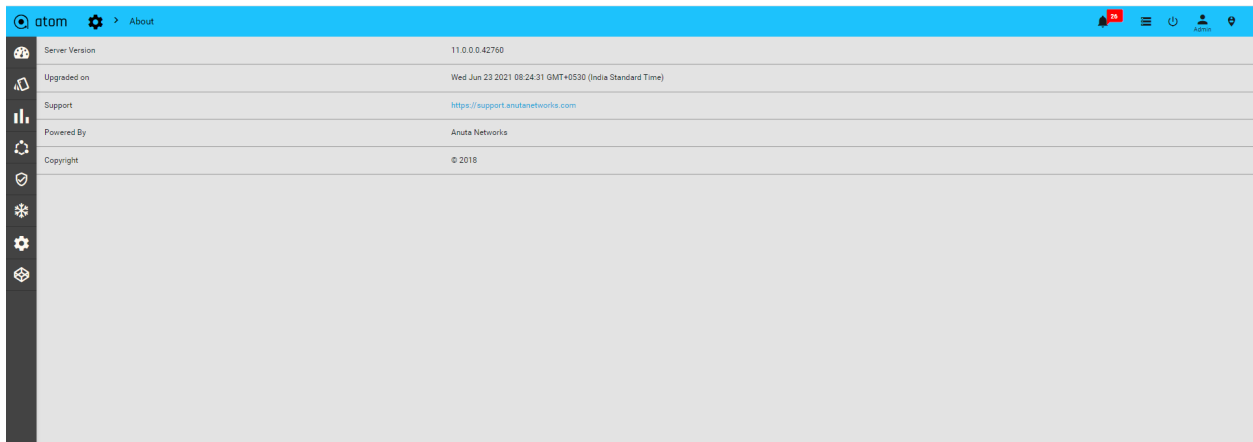 atom > About 26
Admin
Server Version 11.0.0.0.42760
Upgraded on Wed Jun 23 2021 08:24:31 GMT+0530 (India Standard Time)
Support https://support.anutanetworks.com
Powered By Anuta Networks
Copyright © 2018